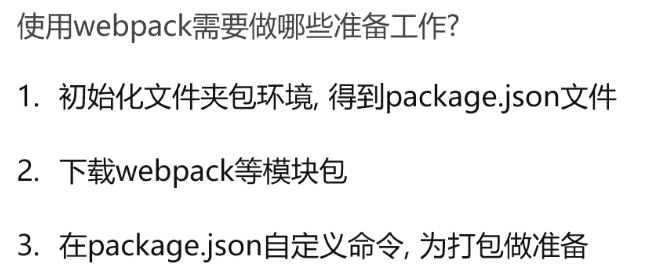 使用webpack需要做哪些准备工作?
1. 初始化文件夹包环境, 得到package.json文件
2. 下载webpack等模块包
3. 在package.json自定义命令, 为打包做准备